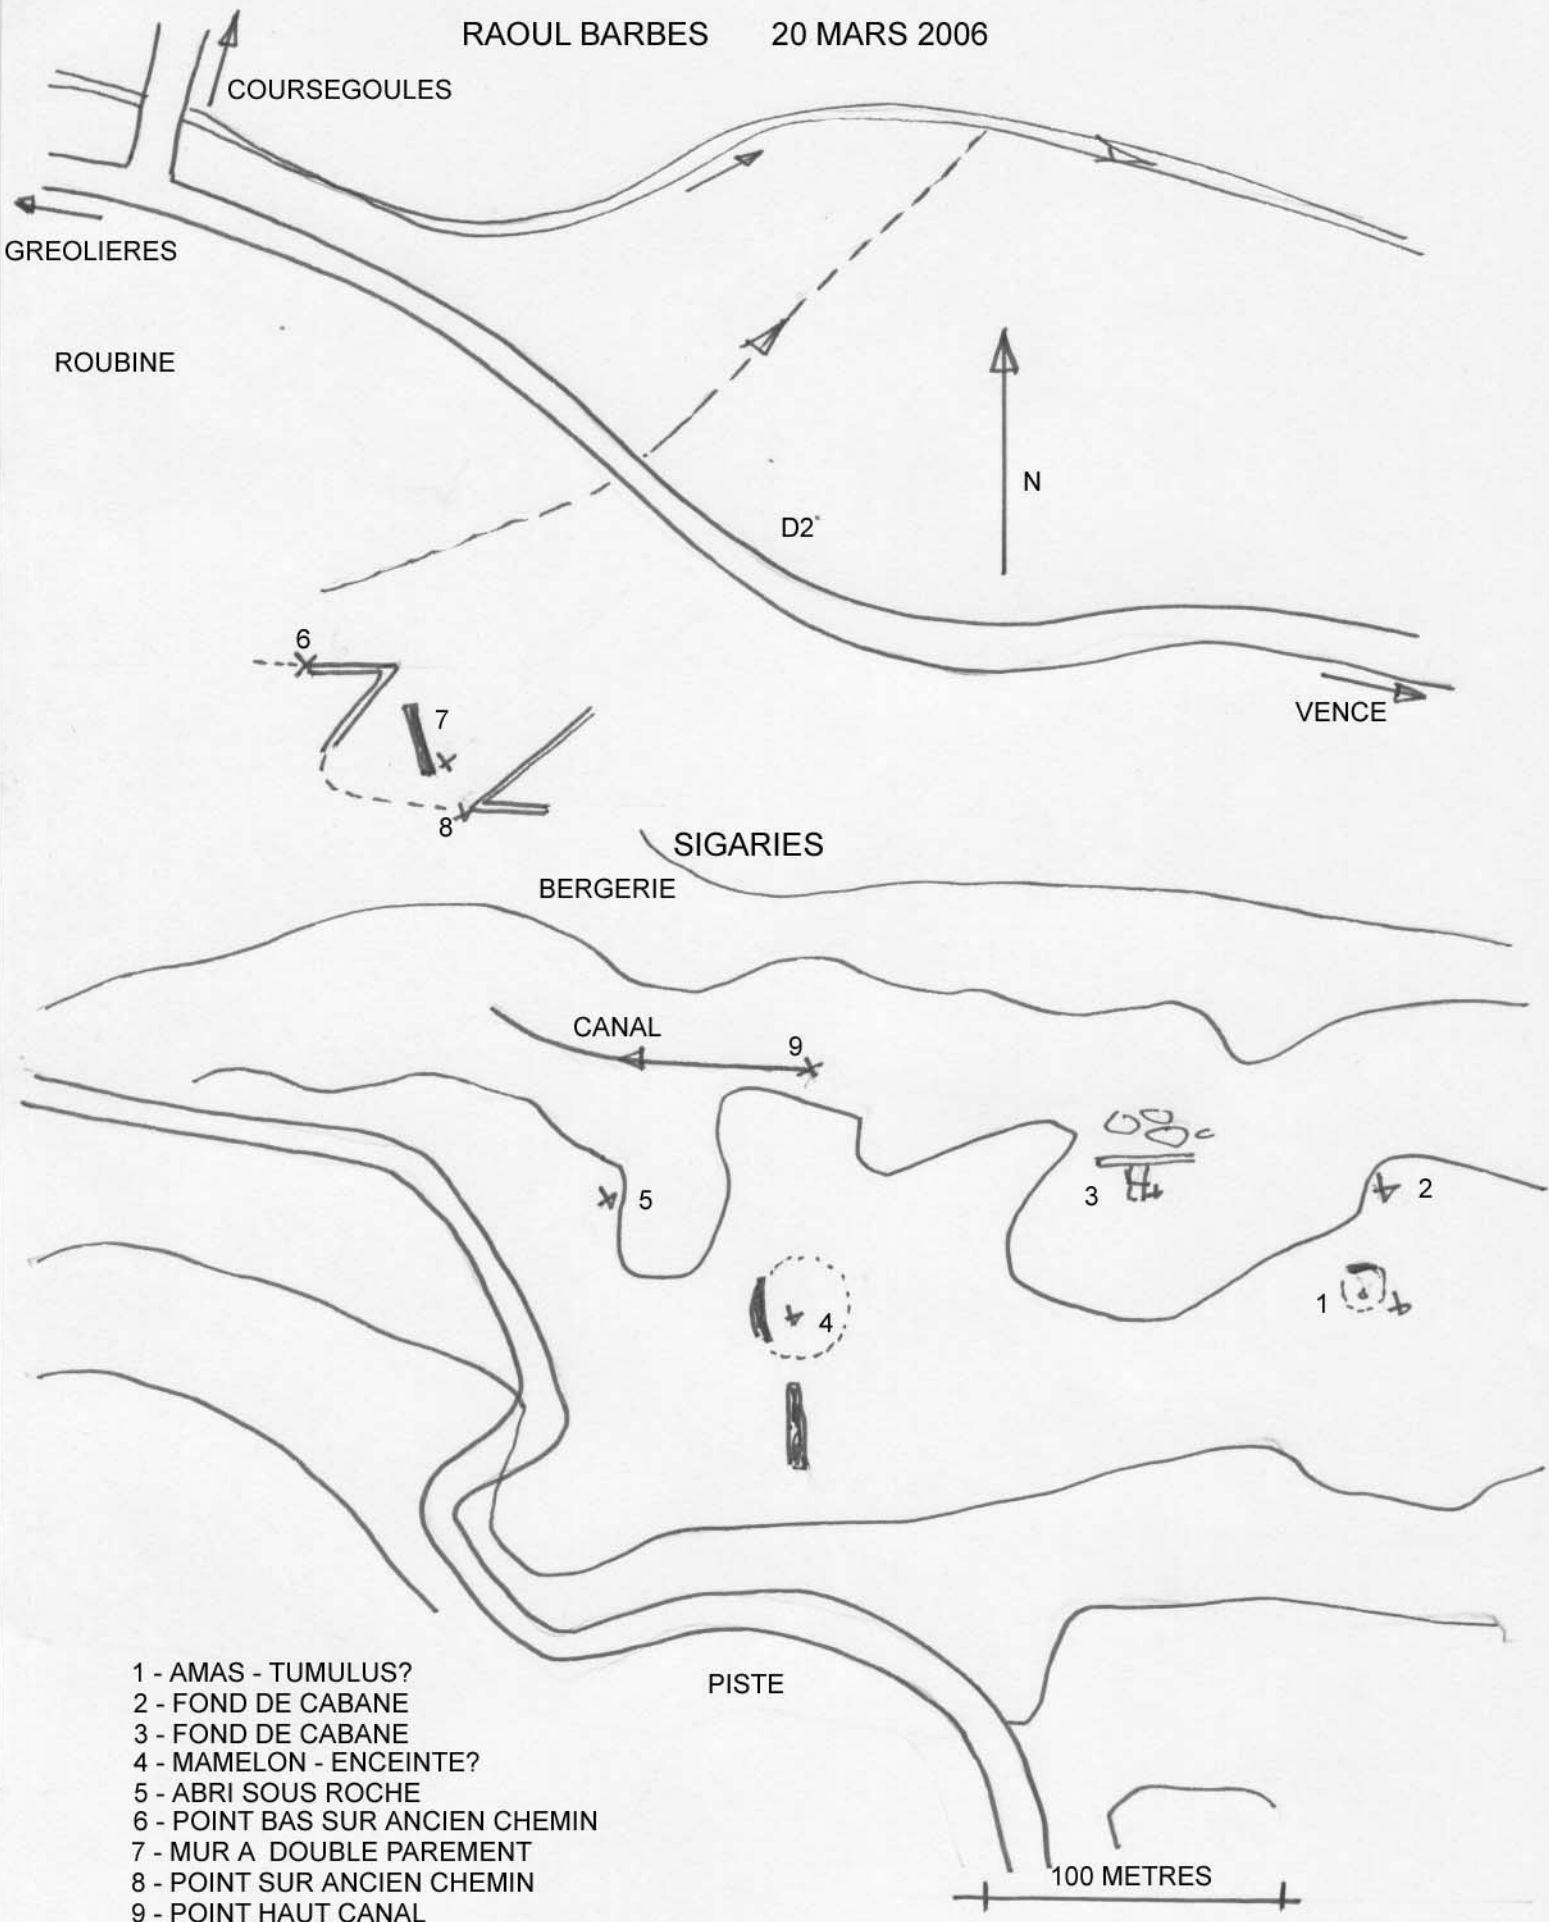 RAOUL BARBES 20 MARS 2006
COURSEGOULES
GREOLIERES
ROUBINE
N
D2
6
7
VENCE
8
SIGARIES
BERGERIE
CANAL
9
5
3
2
4
1
PISTE
1 - AMAS - TUMULUS?
2 - FOND DE CABANE
3 - FOND DE CABANE
4 - MAMELON - ENCEINTE?
5 - ABRI SOUS ROCHE
6 - POINT BAS SUR ANCIEN CHEMIN
7 - MUR A DOUBLE PAREMENT
8 - POINT SUR ANCIEN CHEMIN
9 - POINT HAUT CANAL
100 METRES